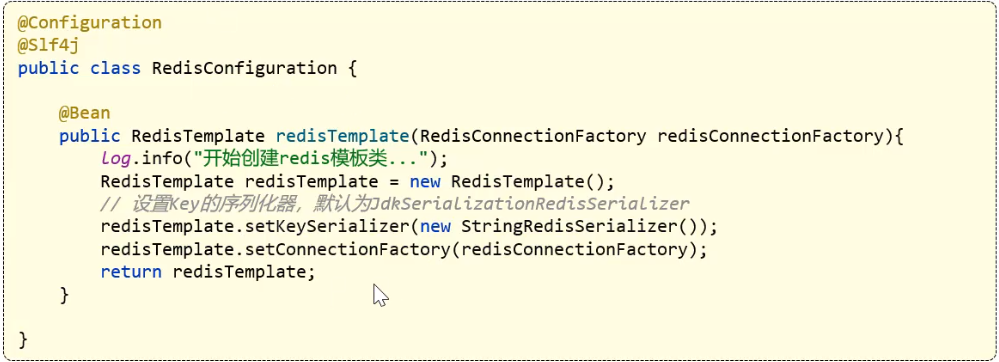 @Configuration
@Slf4j
public class RedisConfiguration {
@Bean
public RedisTemplate redisTemplate(RedisConnectionFactory redisConnectionFactory){
log.info("开始创建redis模板类...");
RedisTemplate redisTemplate = new RedisTemplate();
// 设置Key的序列化器，默认为JdkSerializationRedisSerializer
redisTemplate.setKeySerializer(new StringRedisSerializer());
redisTemplate.setConnectionFactory(redisConnectionFactory);
return redisTemplate;
}
}